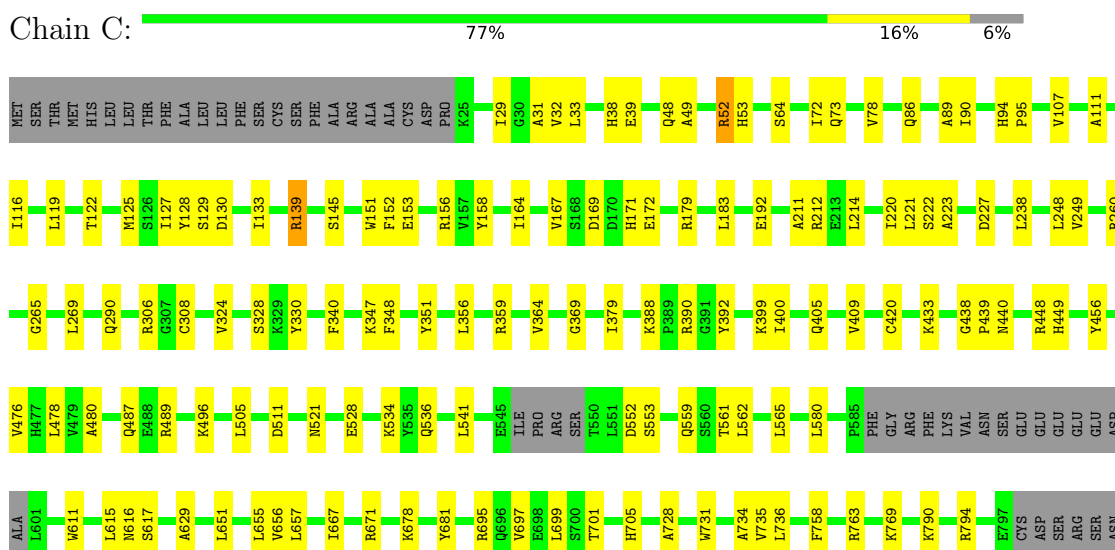 Chain C:
77% 16% 6%
MET SER THR MET HIS LEU LEU THR PHE ALA LEU LEU PHE SER CYS SER PHE ALA ARG ALA ALA CYS ASP PRO K25 I29 G30 A31 V32 L33 H38 E39 Q48 A49 R52 H53 S64 I72 Q73 V78 Q86 A89 I90 H94 P95 V107 A111
I116 L119 T122 M125 S126 I127 Y128 S129 D130 I133 R139 S145 W151 F152 E153 R156 V157 Y158 I164 V167 S168 D169 D170 H171 E172 R179 L183 E192 A211 R212 E213 L214 I220 L221 S222 A223 D227 L238 L248 V249 R260
G265 L269 Q290 R306 G307 C308 V324 S328 K329 Y330 F340 K347 F348 Y351 L356 R359 V364 G369 I379 K388 P389 R390 G391 Y392 K399 I400 Q405 V409 C420 K433 G438 P439 N440 R448 H449 Y456
V476 H477 L478 V479 A480 Q487 E488 R489 K496 L505 D511 N521 E528 K534 Y535 Q536 L541 E545 ILE PRO ARG SER T550 L551 D552 S553 Q559 S560 T561 L562 L565 L580 P585 PHE GLY ARG PHE LYS VAL ASN SER GLU GLU GLU GLU GLU ASP
ALA L601 W611 L615 N616 S617 A629 L651 L655 V656 L657 I667 R671 K678 Y681 R695 Q696 V697 E698 L699 S700 T701 H705 A728 W731 A734 V735 L736 F758 R763 K769 K790 R794 E797 CYS ASP SER ARG SER ASN